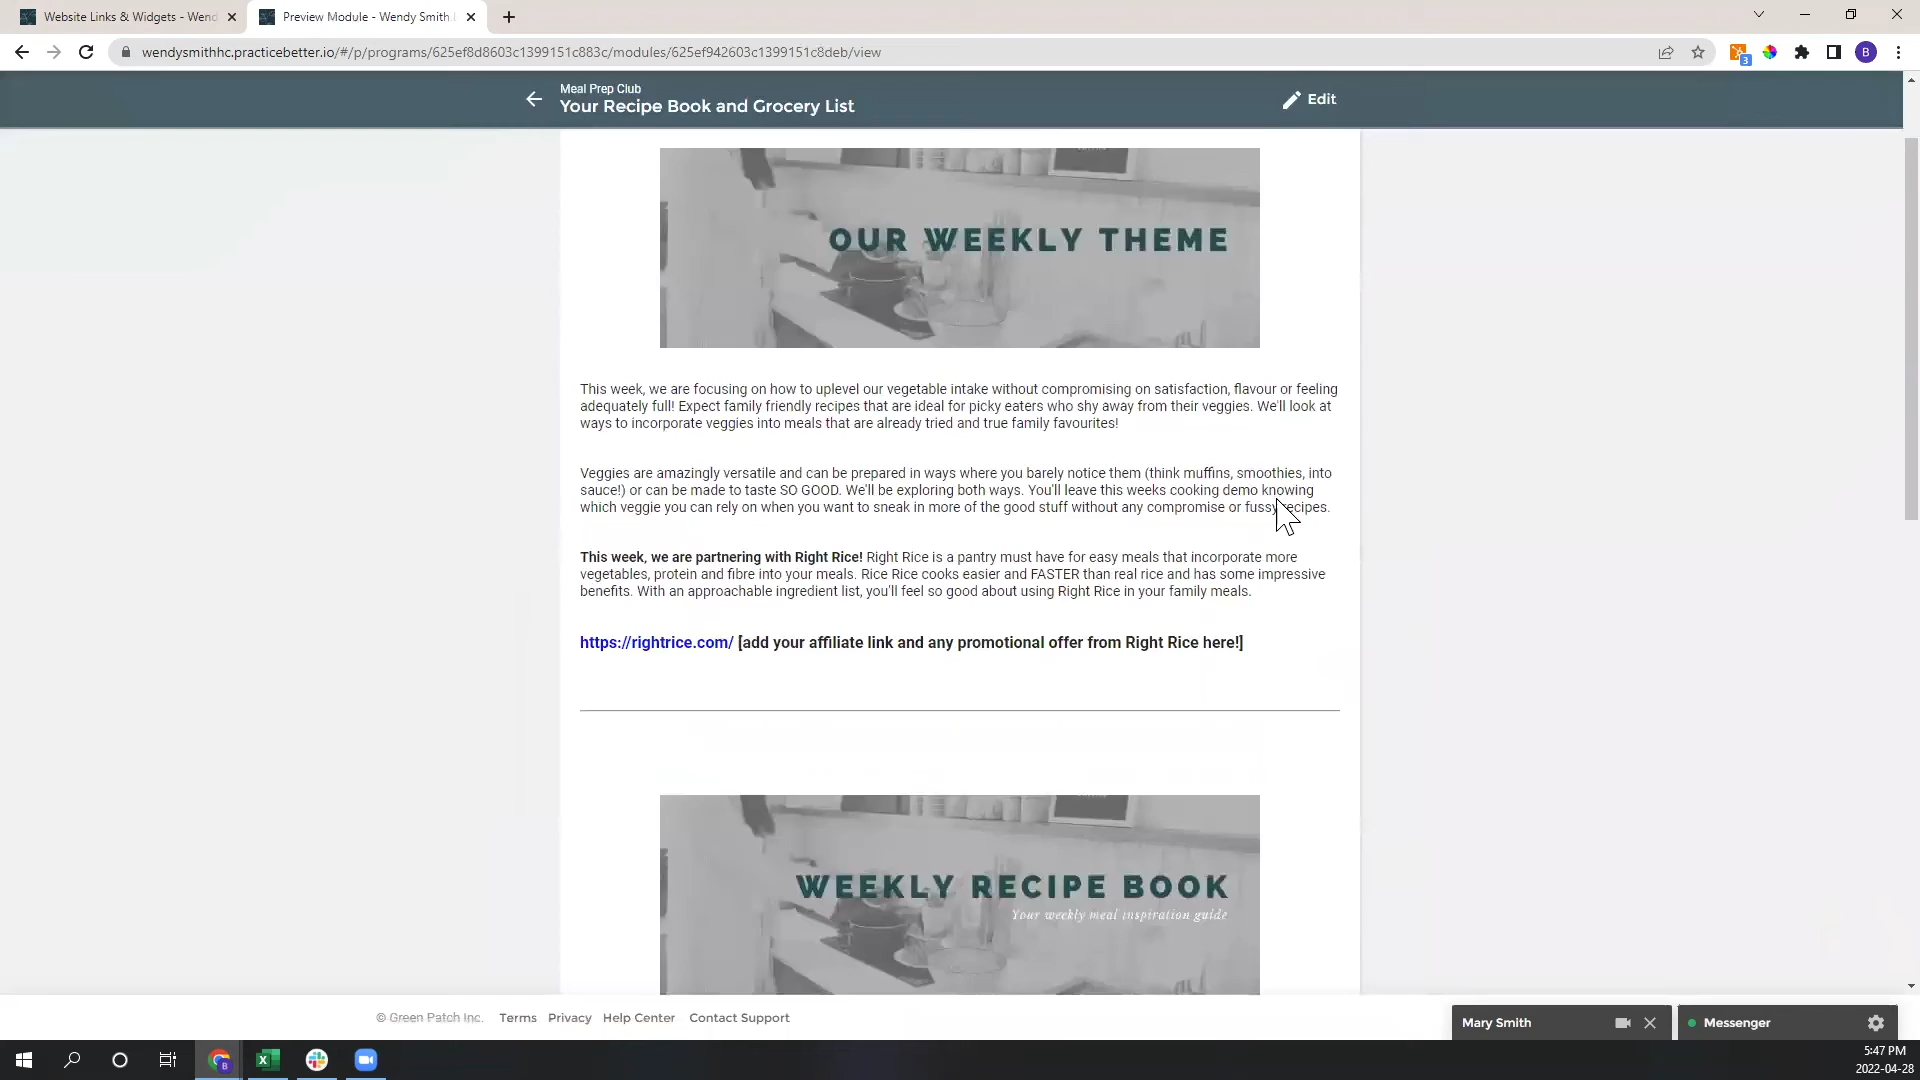 Website Links & Widgets - Wend
Preview Module - Wendy Smith
wendysmithhc.practicebetter.io/#/p/programs/625ef8d8603c1399151c883c/modules/625ef942603c1399151c8deb/view
3
B
Meal Prep Club
Your Recipe Book and Grocery List
Edit
OUR WEEKLY THEME
This week, we are focusing on how to uplevel our vegetable intake without compromising on satisfaction, flavour or feeling
adequately full! Expect family friendly recipes that are ideal for picky eaters who shy away from their veggies. We'll look at
ways to incorporate veggies into meals that are already tried and true family favourites!
Veggies are amazingly versatile and can be prepared in ways where you barely notice them (think muffins, smoothies, into
sauce!) or can be made to taste SO GOOD. We'll be exploring both ways. You'll leave this weeks cooking demo knowing
which veggie you can rely on when you want to sneak in more of the good stuff without any compromise or fussy recipes.
This week, we are partnering with Right Rice! Right Rice is a pantry must have for easy meals that incorporate more
vegetables, protein and fibre into your meals. Rice Rice cooks easier and FASTER than real rice and has some impressive
benefits. With an approachable ingredient list, you'll feel so good about using Right Rice in your family meals.
https://rightrice.com/ [add your affiliate link and any promotional offer from Right Rice here!]
WEEKLY RECIPE BOOK
Your weekly meal inspiration guide
© Green Patch Inc. Terms Privacy Help Center Contact Support
Mary Smith
Messenger
5:47 PM
2022-04-28